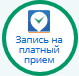 Запись на
платный
прием